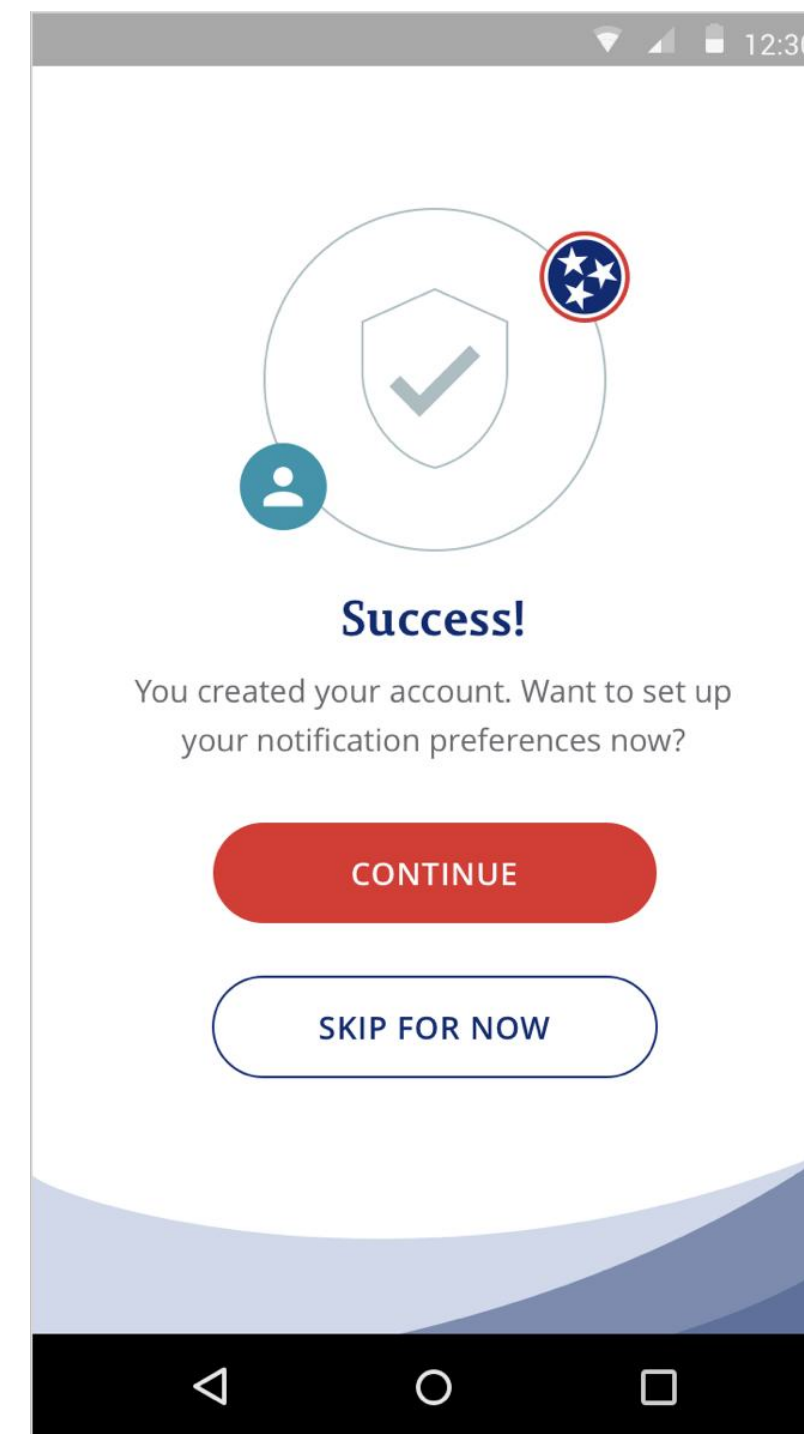 12:30
Success!
You created your account. Want to set up
your notification preferences now?
CONTINUE
SKIP FOR NOW